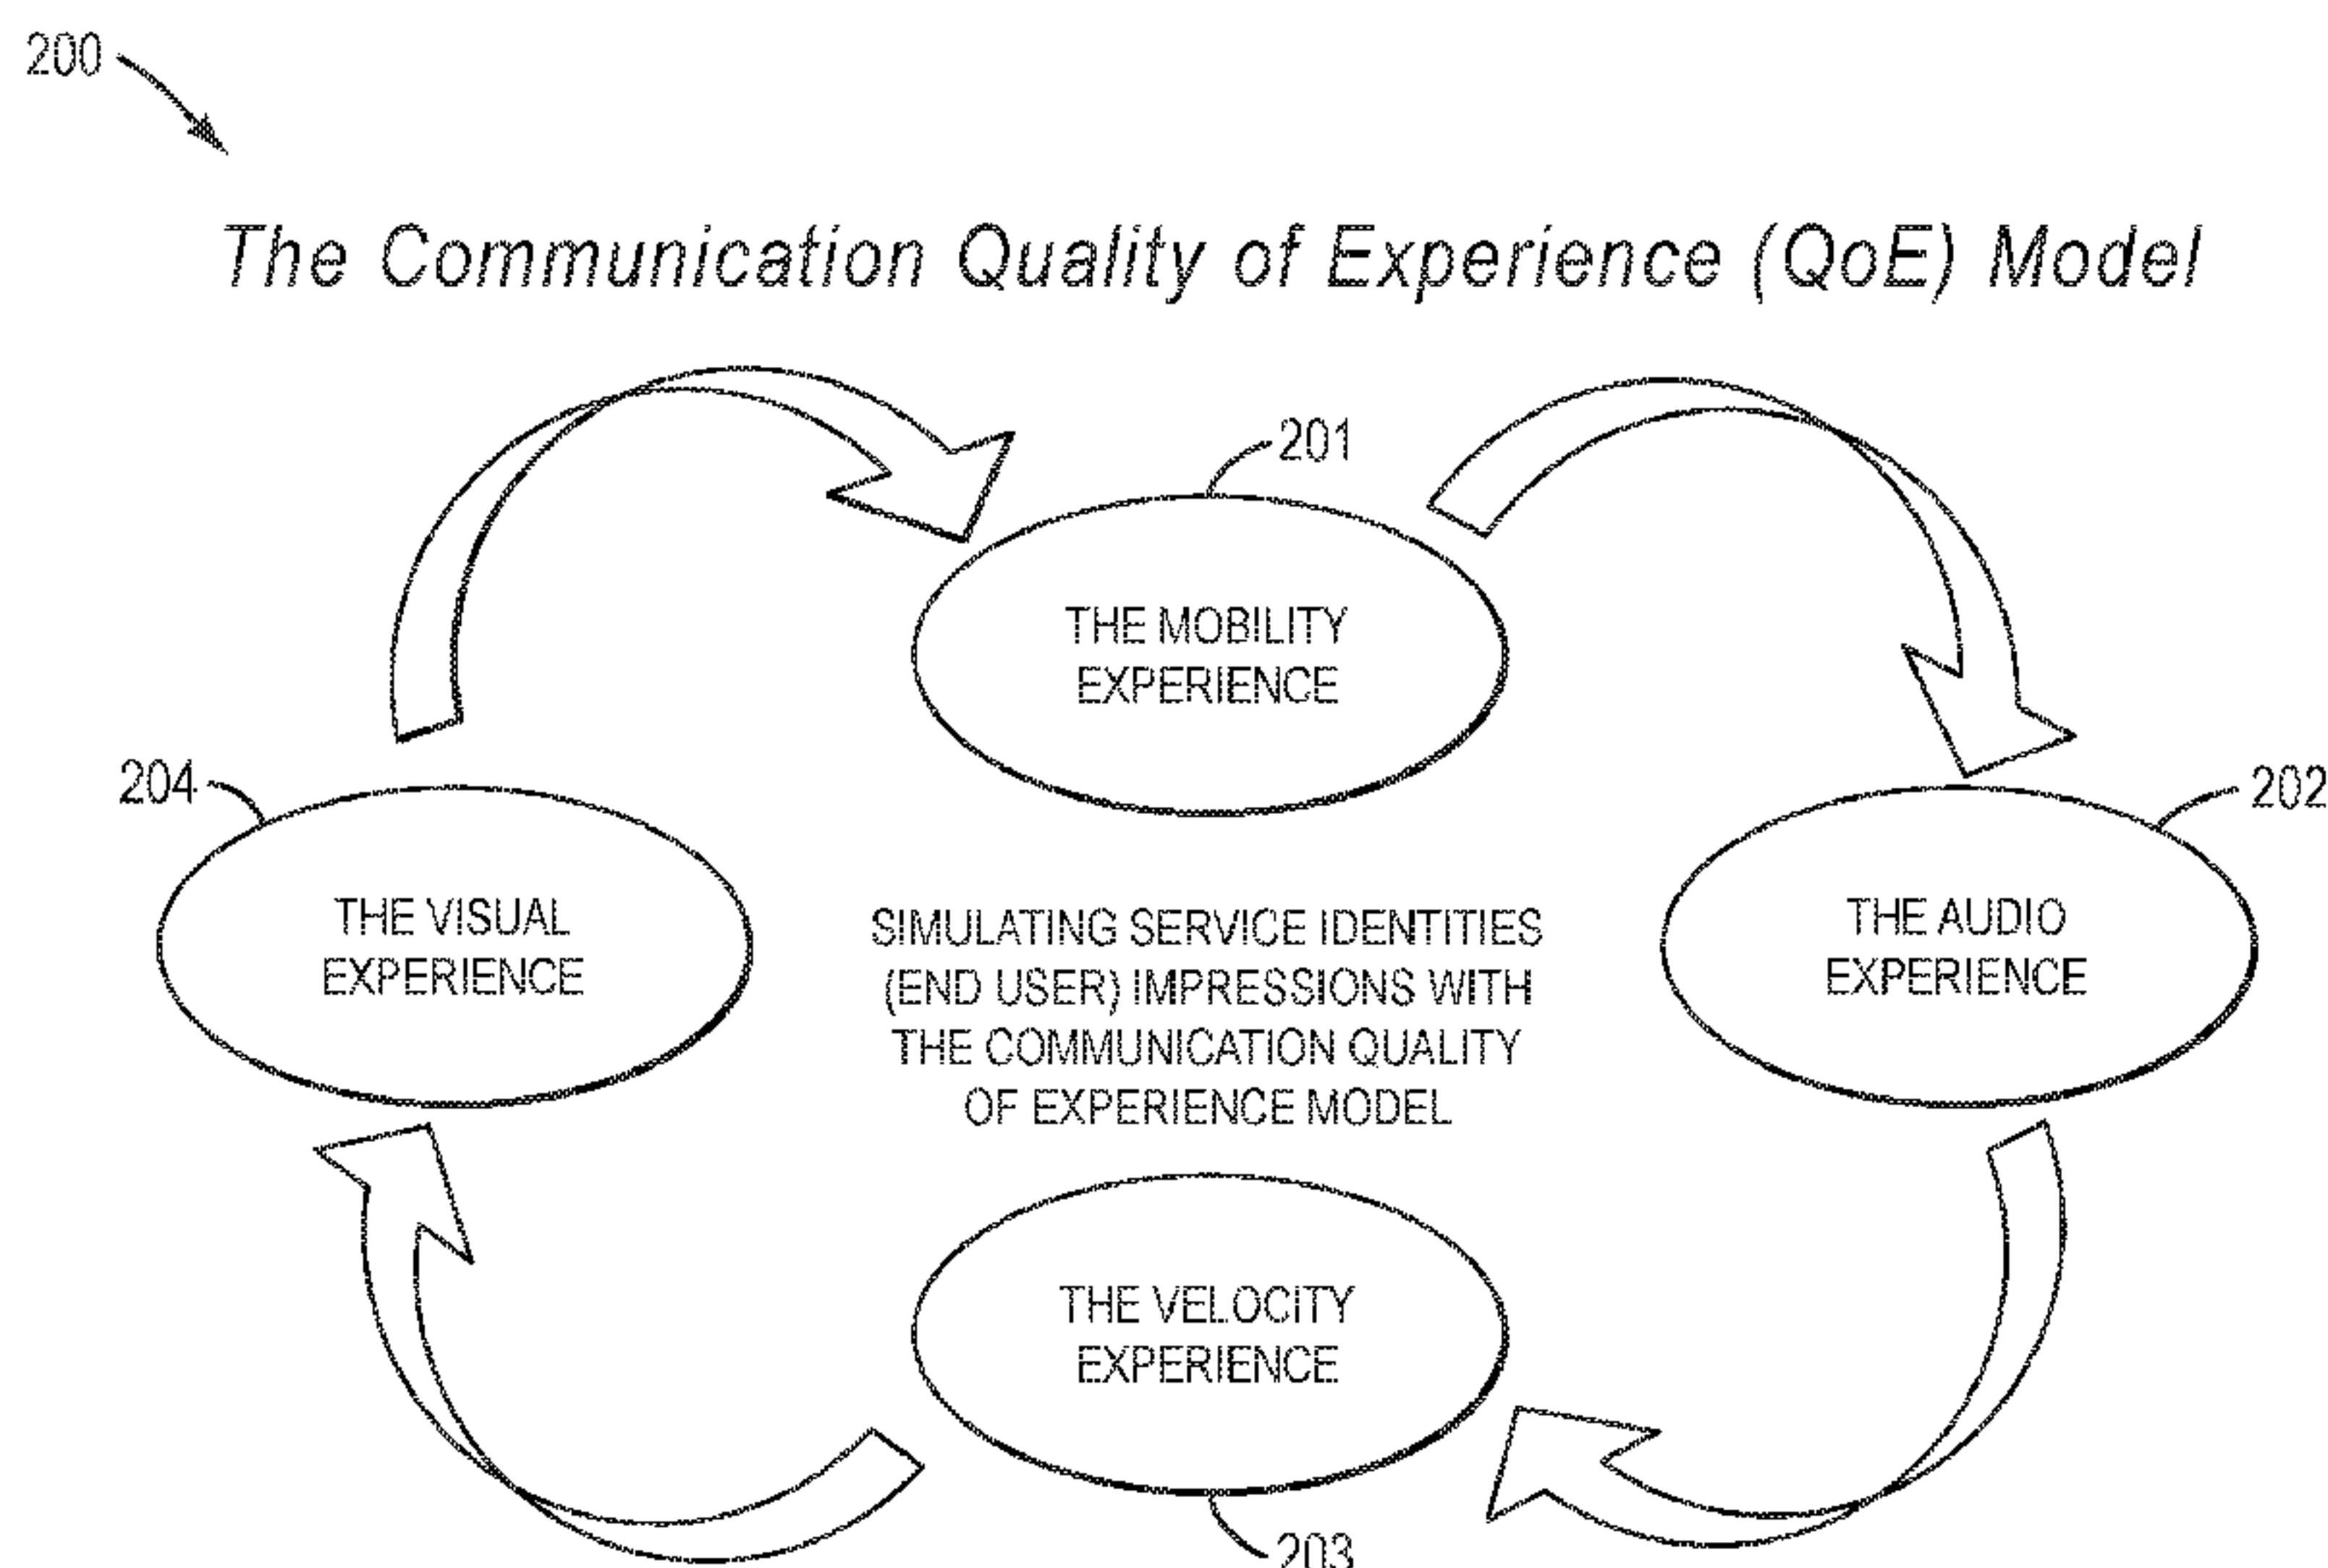 200
The Communication Quality of Experience (QoE) Model
201
THE MOBILITY
EXPERIENCE
204
202
THE VISUAL
EXPERIENCE
SIMULATING SERVICE IDENTITIES
(END USER) IMPRESSIONS WITH
THE COMMUNICATION QUALITY
OF EXPERIENCE MODEL
THE AUDIO
EXPERIENCE
THE VELOCITY
EXPERIENCE
203